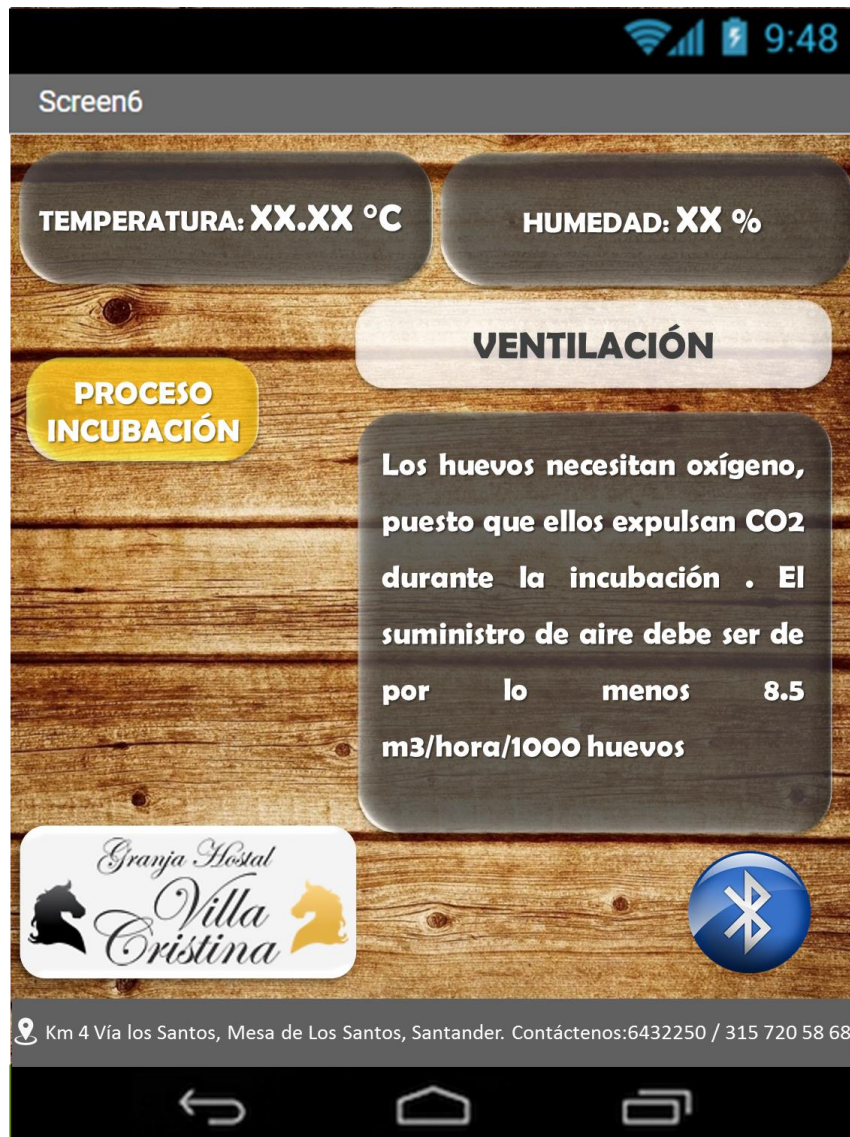 9:48
Screen6
TEMPERATURA: XX.XX °C
HUMEDAD: XX %
VENTILACIÓN
PROCESO
INCUBACIÓN
Los huevos necesitan oxígeno,
puesto que ellos expulsan CO2
durante la incubación . El
suministro de aire debe ser de
por lo menos 8.5
m3/hora/1000 huevos
Granja Hostal
Villa
Cristina
Km 4 Vía los Santos, Mesa de Los Santos, Santander. Contáctenos:6432250 / 315 720 58 68